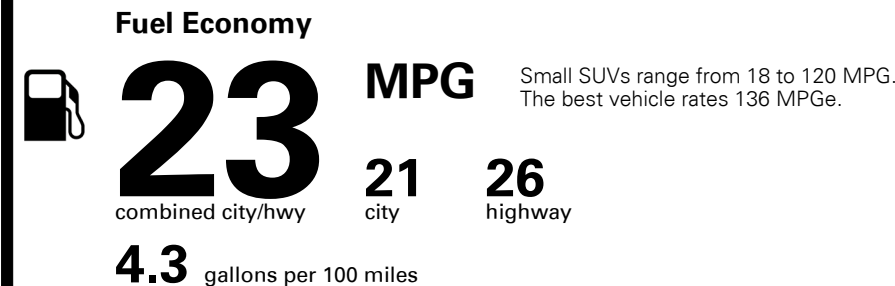 Fuel Economy
23 MPG
Small SUVs range from 18 to 120 MPG.
The best vehicle rates 136 MPGe.
combined city/hwy
21
city
26
highway
4.3 gallons per 100 miles